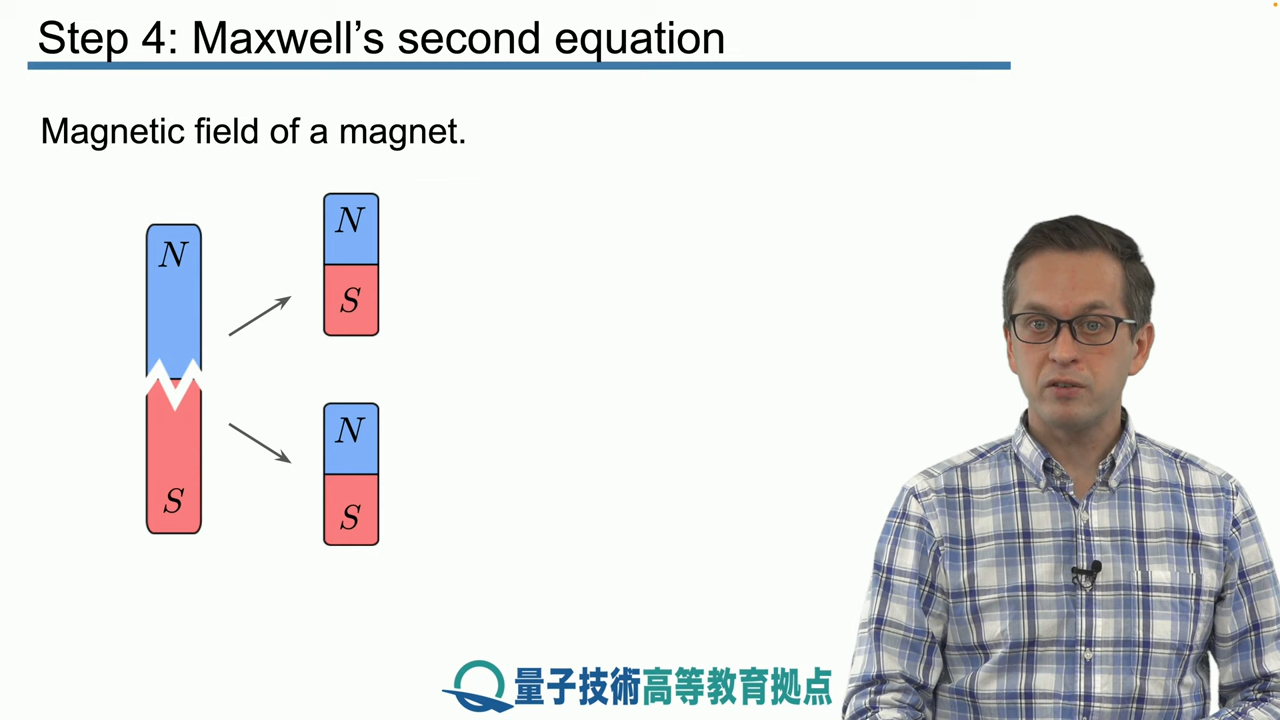 Step 4: Maxwell's second equation
Magnetic field of a magnet.
N
S
N
S
N
S
量子技術高等教育拠点